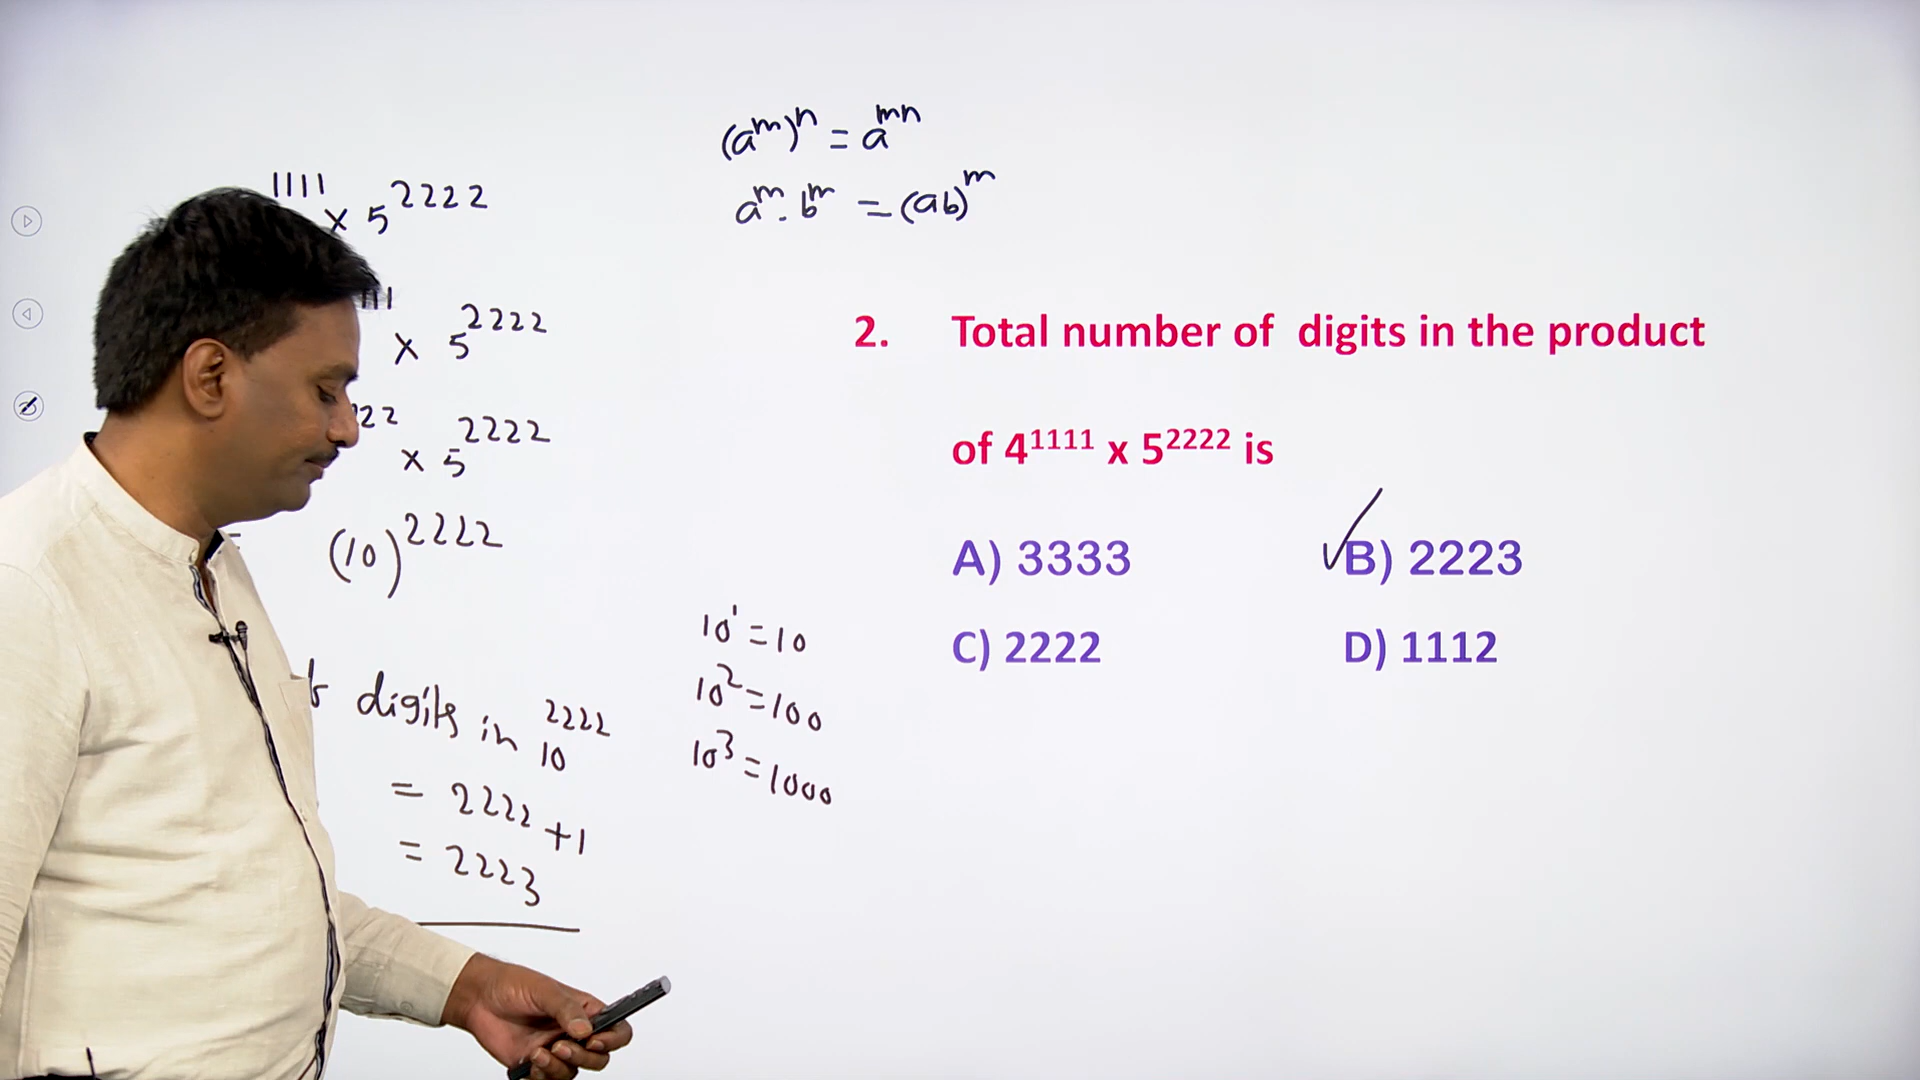 1111 x 5^2222
x 5^2222
x 5^2222
(10)^2222
digits in 10^2222
= 2222 + 1
= 2223
(a^m)^n = a^mn
a^m . b^m = (ab)^m
10^1 = 10
10^2 = 100
10^3 = 1000
2. Total number of digits in the product
of 4^1111 x 5^2222 is
A) 3333 B) 2223
C) 2222 D) 1112